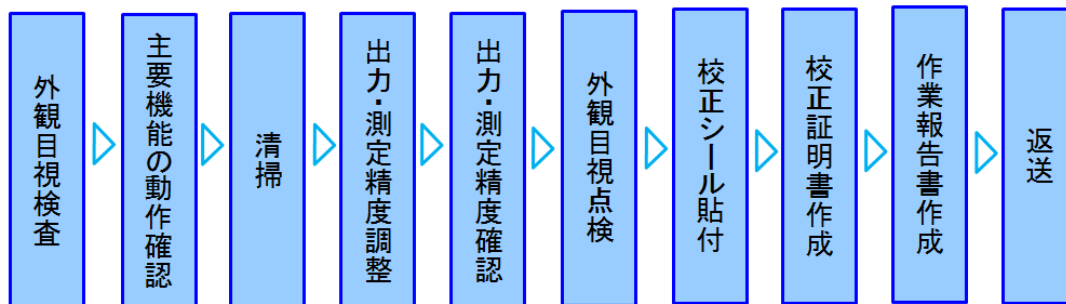 外観目視検査
主要機能の動作確認
清掃
出力・測定精度調整
出力・測定精度確認
外観目視点検
校正シール貼付
校正証明書作成
作業報告書作成
返送